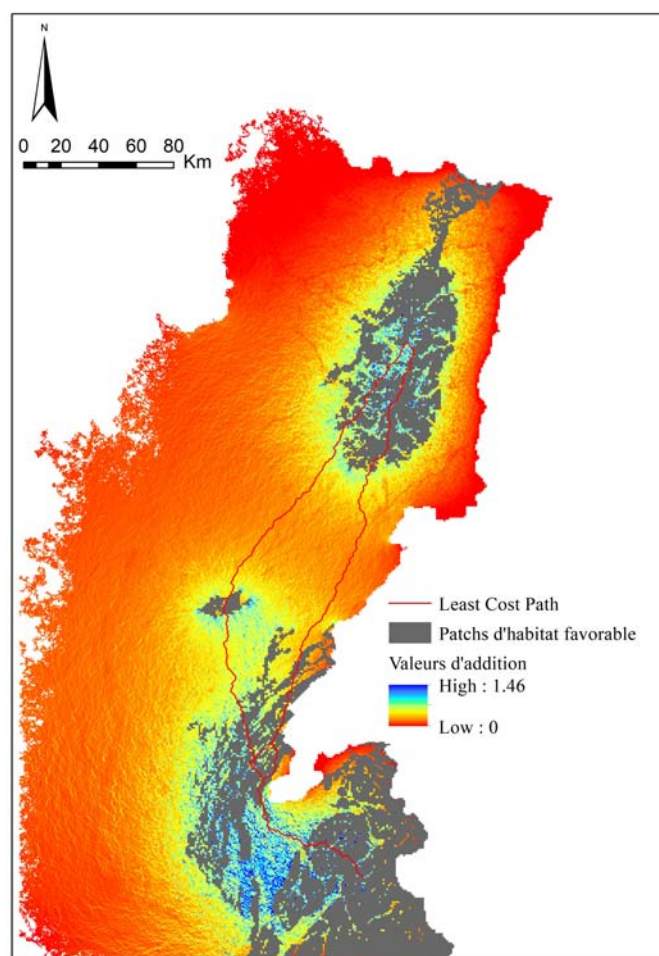 N
0 20 40 60 80
Km
Least Cost Path
Patchs d'habitat favorable
Valeurs d'addition
High : 1.46
Low : 0